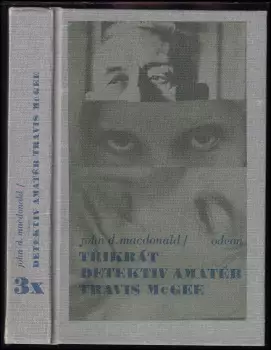 john d. macdonald/
DETEKTIV AMATÉR TRAVIS McGEE
3x
john d. macdonald/ odeon
TŘIKRÁT
DETEKTIV AMATÉR
TRAVIS McGEE